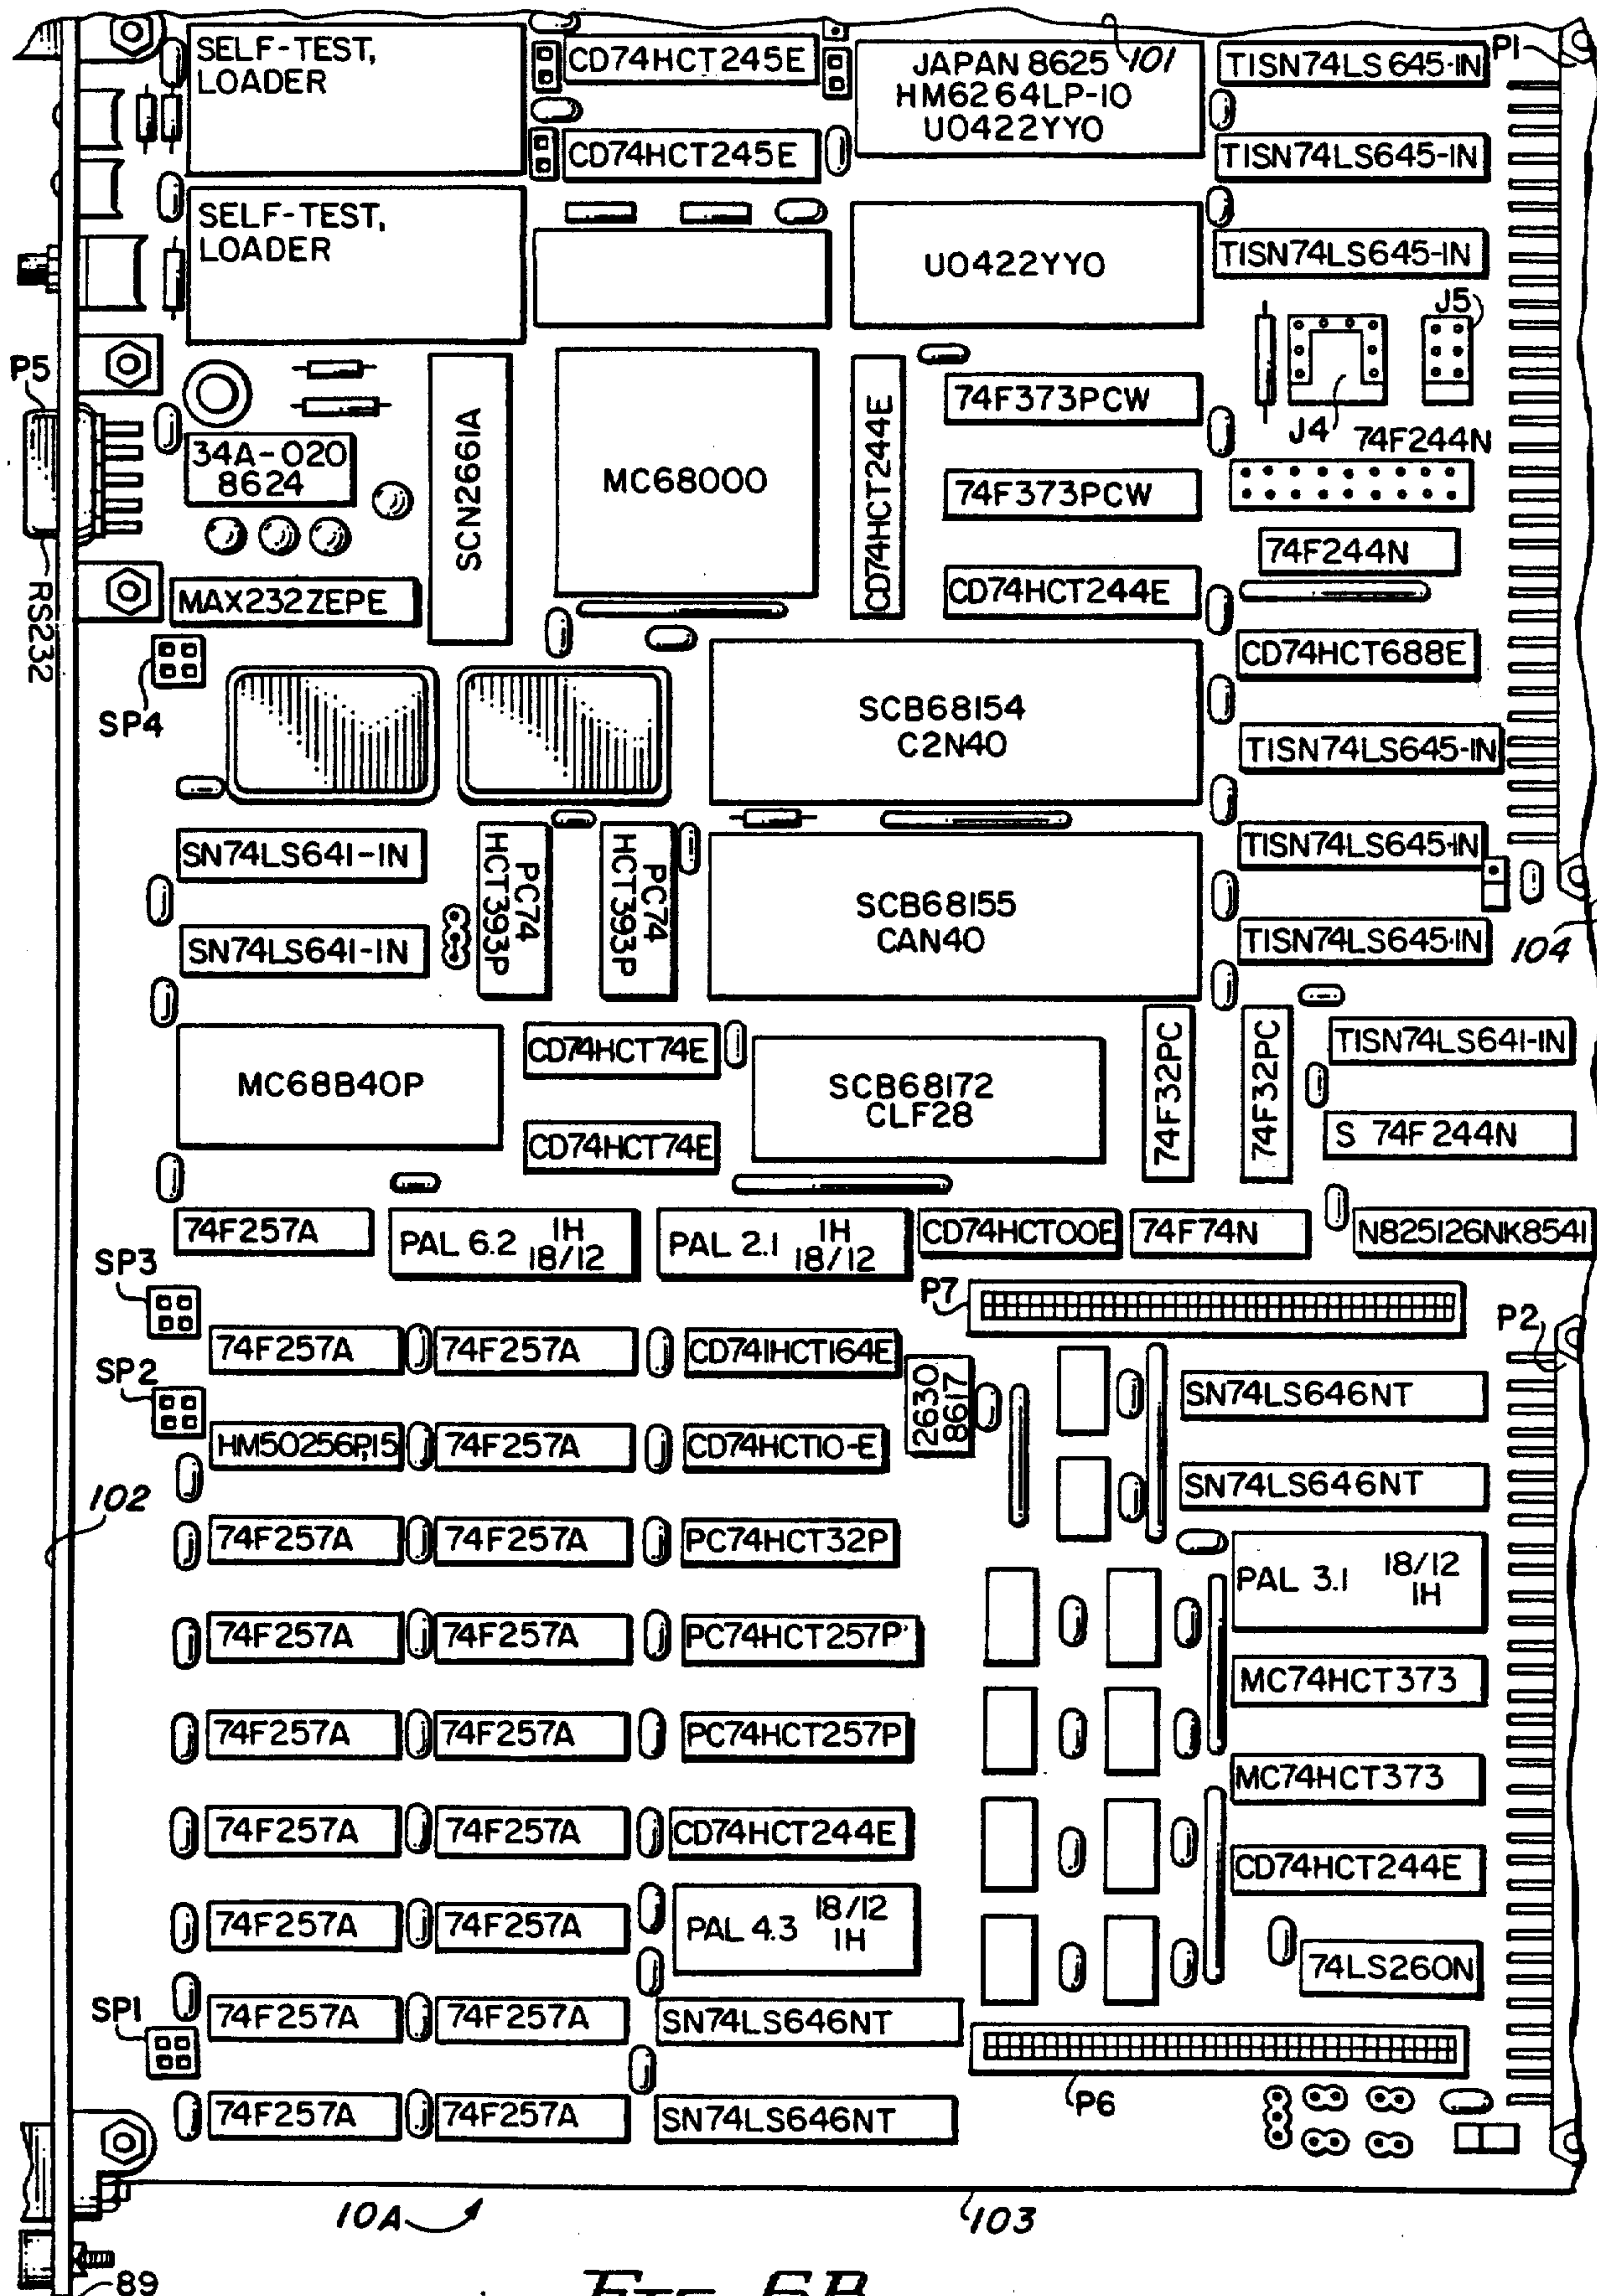 SELF-TEST,
LOADER
CD74HCT245E
JAPAN 8625
HM6264LP-10
U0422YY0
101
TISN74LS645-IN
P1
CD74HCT245E
TISN74LS645-IN
SELF-TEST,
LOADER
U0422YY0
TISN74LS645-IN
J5
P5
SCN2661A
MC68000
CD74HCT244E
74F373PCW
J4
74F244N
34A-020
8624
74F373PCW
74F244N
RS232
MAX232ZEPE
CD74HCT244E
CD74HCT688E
SP4
SCB68154
C2N40
TISN74LS645-IN
SN74LS641-IN
PC74
HCT393P
PC74
HCT393P
TISN74LS645-IN
SCB68155
CAN40
SN74LS641-IN
TISN74LS645-IN
104
MC68B40P
CD74HCT74E
SCB68172
CLF28
74F32PC
74F32PC
TISN74LS641-IN
CD74HCT74E
S 74F244N
74F257A
PAL 6.2 1H
18/12
PAL 2.1 1H
18/12
CD74HCT00E
74F74N
N825126NK8541
SP3
P7
P2
74F257A
74F257A
CD741HCT164E
SP2
2630
8617
SN74LS646NT
HM50256P,15
74F257A
CD74HCT10-E
SN74LS646NT
102
74F257A
74F257A
PC74HCT32P
PAL 3.1 18/12
1H
74F257A
74F257A
PC74HCT257P
MC74HCT373
74F257A
74F257A
PC74HCT257P
MC74HCT373
74F257A
74F257A
CD74HCT244E
CD74HCT244E
74F257A
74F257A
PAL 4.3 18/12
1H
74LS260N
SP1
74F257A
74F257A
SN74LS646NT
P6
74F257A
74F257A
SN74LS646NT
10A
103
89
FIG. 6B